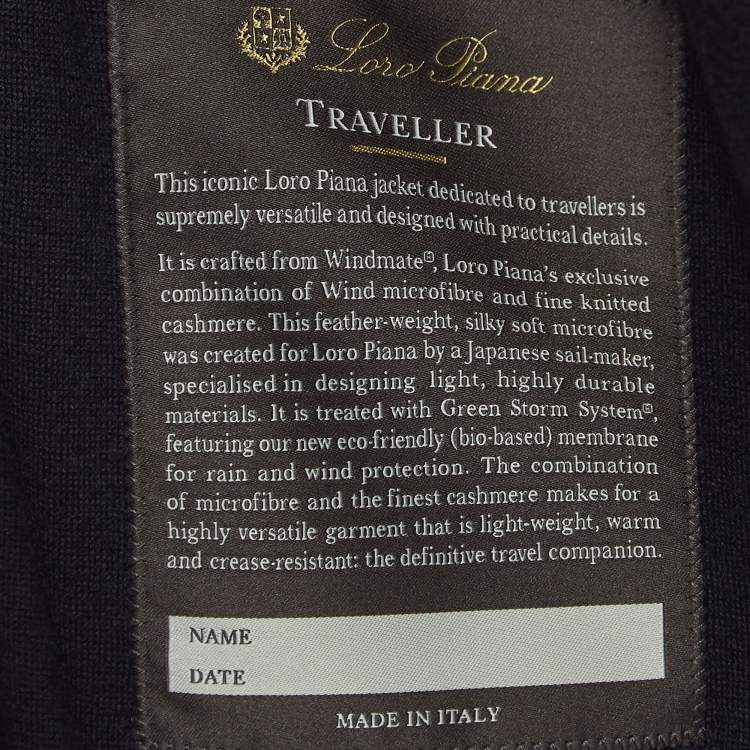 Loro Piana
TRAVELLER
This iconic Loro Piana jacket dedicated to travellers is
supremely versatile and designed with practical details.
It is crafted from Windmate®, Loro Piana's exclusive
combination of Wind microfibre and fine knitted
cashmere. This feather-weight, silky soft microfibre
was created for Loro Piana by a Japanese sail-maker,
specialised in designing light, highly durable
materials. It is treated with Green Storm System®,
featuring our new eco-friendly (bio-based) membrane
for rain and wind protection. The combination
of microfibre and the finest cashmere makes for a
highly versatile garment that is light-weight, warm
and crease-resistant: the definitive travel companion.
NAME
DATE
MADE IN ITALY